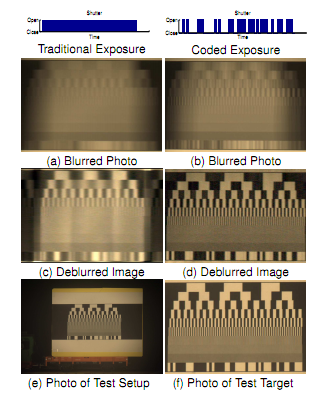 Shutter
Shutter
Open
Close
Time
Open
Close
Time
Traditional Exposure
Coded Exposure
(a) Blurred Photo
(b) Blurred Photo
(c) Deblurred Image
(d) Deblurred Image
(e) Photo of Test Setup
(f) Photo of Test Target